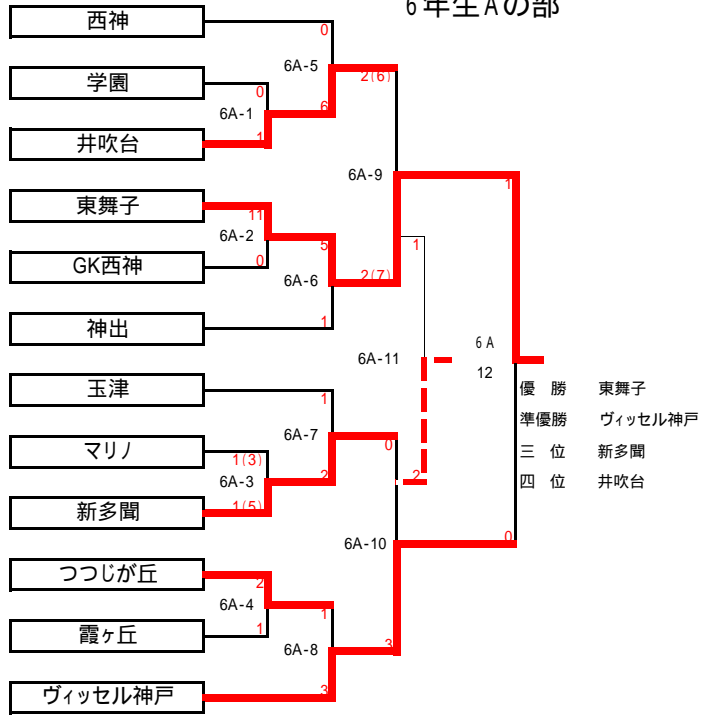 6年生Aの部
西神
0
6A-5
2(6)
学園
0
6A-1
6
1
井吹台
6A-9
1
東舞子
11
6A-2
5
1
GK西神
0
6A-6
2(7)
神出
1
6A-11
6A
12
玉津
1
優 勝 東舞子
準優勝 ヴィッセル神戸
6A-7
0
マリノ
1(3)
三 位 新多聞
6A-3
2
2
四 位 井吹台
新多聞
1(5)
6A-10
0
つつじが丘
2
6A-4
1
霞ヶ丘
1
6A-8
3
ヴィッセル神戸
3